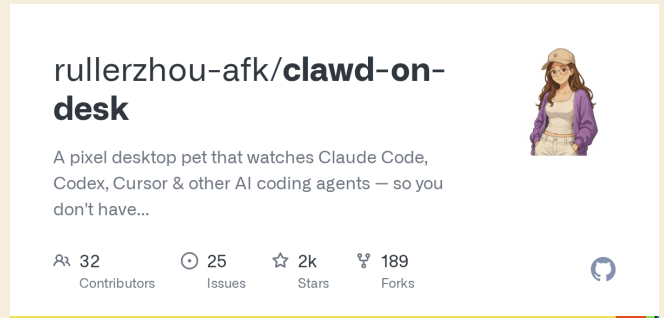 rullerzhou-afk/clawd-on-
desk
A pixel desktop pet that watches Claude Code,
Codex, Cursor & other AI coding agents — so you
don't have...
32
Contributors
25
Issues
2k
Stars
189
Forks